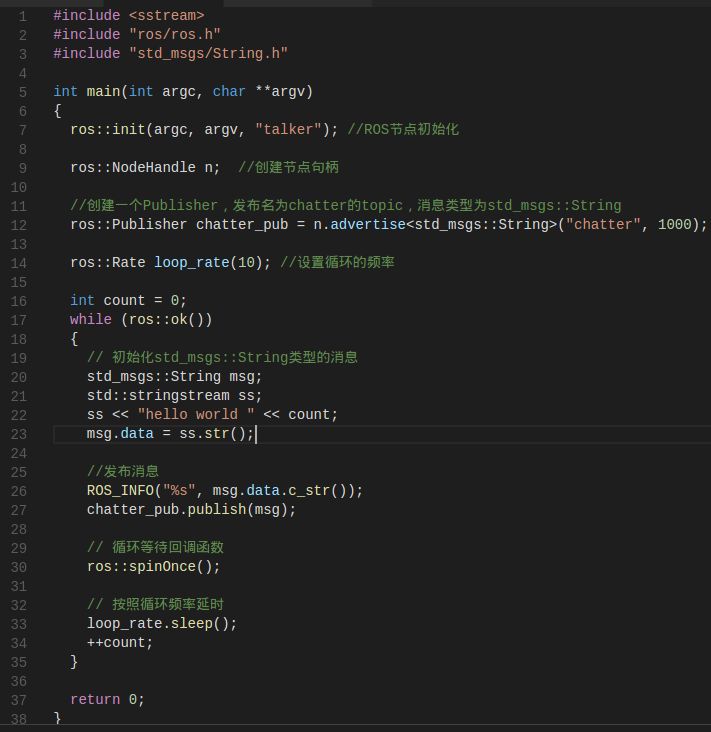 1 #include <sstream>
2 #include "ros/ros.h"
3 #include "std_msgs/String.h"
4
5 int main(int argc, char **argv)
6 {
7   ros::init(argc, argv, "talker"); //ROS节点初始化
8
9   ros::NodeHandle n;  //创建节点句柄
10
11   //创建一个Publisher，发布名为chatter的topic，消息类型为std_msgs::String
12   ros::Publisher chatter_pub = n.advertise<std_msgs::String>("chatter", 1000);
13
14   ros::Rate loop_rate(10); //设置循环的频率
15
16   int count = 0;
17   while (ros::ok())
18   {
19     // 初始化std_msgs::String类型的消息
20     std_msgs::String msg;
21     std::stringstream ss;
22     ss << "hello world " << count;
23     msg.data = ss.str();
24
25     //发布消息
26     ROS_INFO("%s", msg.data.c_str());
27     chatter_pub.publish(msg);
28
29     // 循环等待回调函数
30     ros::spinOnce();
31
32     // 按照循环频率延时
33     loop_rate.sleep();
34     ++count;
35   }
36
37   return 0;
38 }